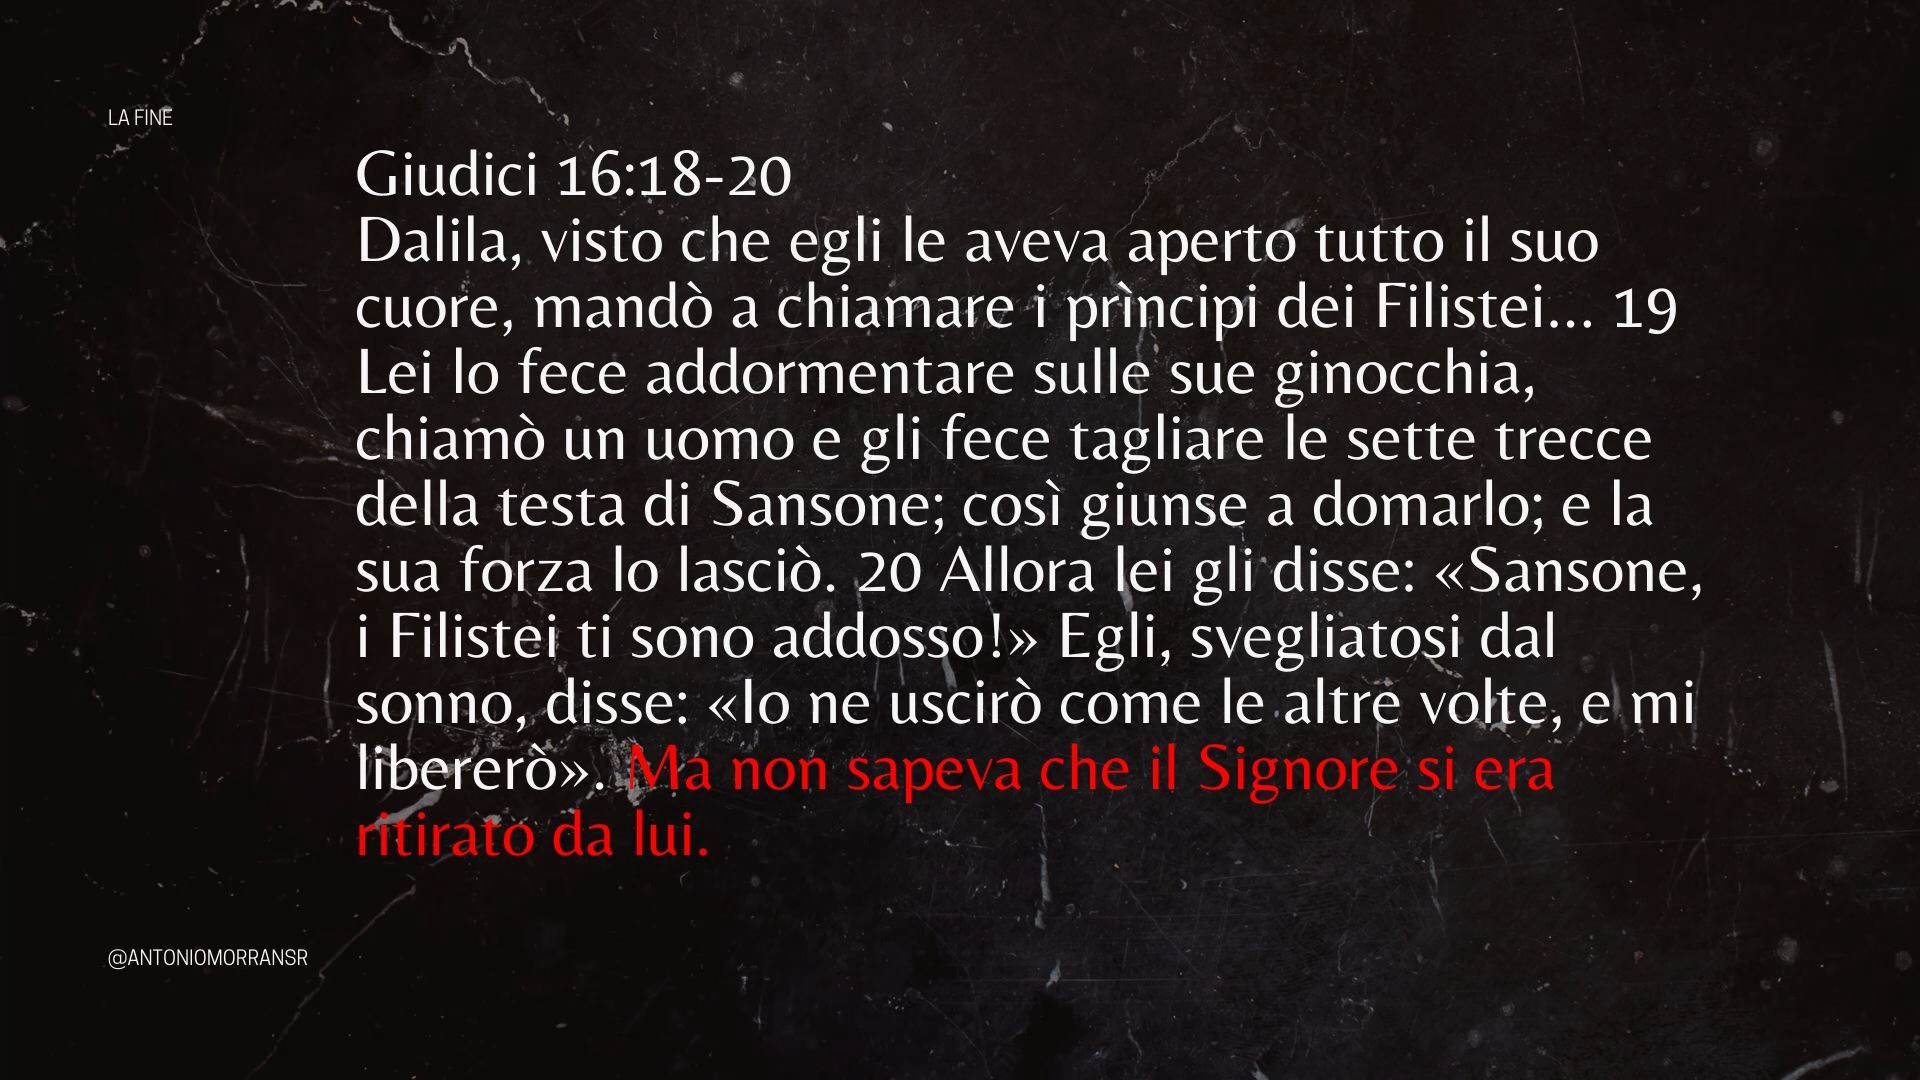 LA FINE
Giudici 16:18-20
Dalila, visto che egli le aveva aperto tutto il suo
cuore, mandò a chiamare i prìncipi dei Filistei... 19
Lei lo fece addormentare sulle sue ginocchia,
chiamò un uomo e gli fece tagliare le sette trecce
della testa di Sansone; così giunse a domarlo; e la
sua forza lo lasciò. 20 Allora lei gli disse: «Sansone,
i Filistei ti sono addosso!» Egli, svegliatosi dal
sonno, disse: «Io ne uscirò come le altre volte, e mi
libererò». Ma non sapeva che il Signore si era
ritirato da lui.
@ANTONIOMORRANSR